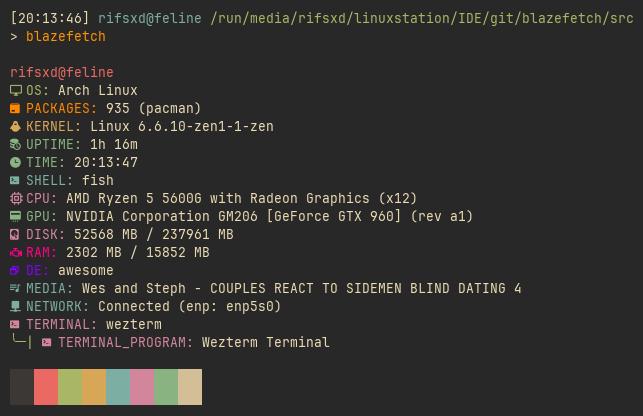 [20:13:46] rifsxd@feline /run/media/rifsxd/linuxstation/IDE/git/blazefetch/src
> blazefetch
rifsxd@feline
OS: Arch Linux
PACKAGES: 935 (pacman)
KERNEL: Linux 6.6.10-zen1-1-zen
UPTIME: 1h 16m
TIME: 20:13:47
SHELL: fish
CPU: AMD Ryzen 5 5600G with Radeon Graphics (x12)
GPU: NVIDIA Corporation GM206 [GeForce GTX 960] (rev a1)
DISK: 52568 MB / 237961 MB
RAM: 2302 MB / 15852 MB
DE: awesome
MEDIA: Wes and Steph - COUPLES REACT TO SIDEMEN BLIND DATING 4
NETWORK: Connected (enp: enp5s0)
TERMINAL: wezterm
╰─| TERMINAL_PROGRAM: Wezterm Terminal